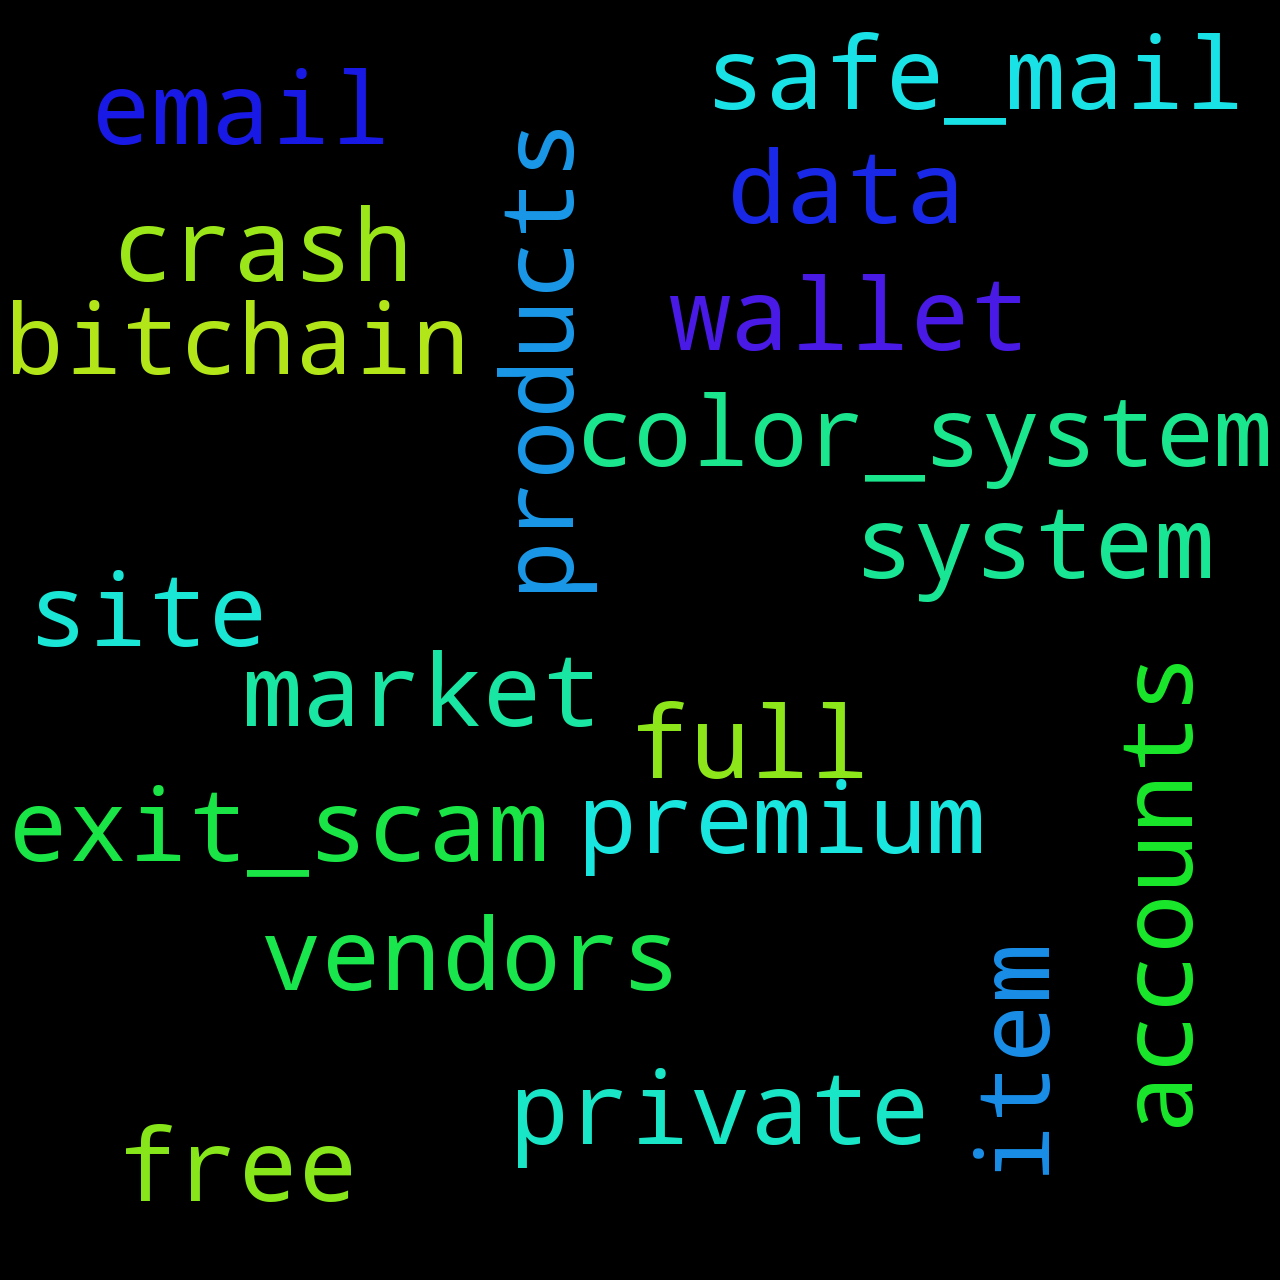 safe_mail
email
products
data
crash
wallet
bitchain
color_system
system
site
market
accounts
full
exit_scam
premium
vendors
item
private
free